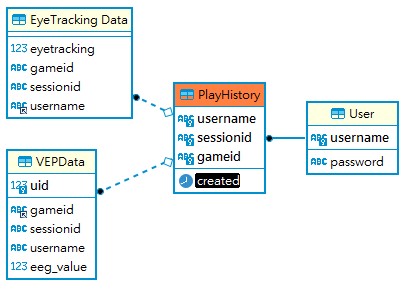 EyeTracking Data
123 eyetracking
ABC gameid
ABC sessionid
ABC username
VEPData
123 uid
ABC gameid
ABC sessionid
ABC username
123 eeg_value
PlayHistory
ABC username
ABC sessionid
ABC gameid
created
User
ABC username
ABC password